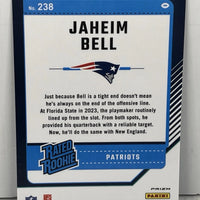 No. 238
JAHEIM
BELL
Just because Bell is a tight end doesn't mean
he's always on the end of the offensive line.
At Florida State in 2023, the playmaker routinely
lined up from the slot. From both spots, he
provided his quarterback with a reliable target.
Now, he'll do the same with New England.
RATED
ROOKIE
PATRIOTS
PRIZM
NFL
PANINI